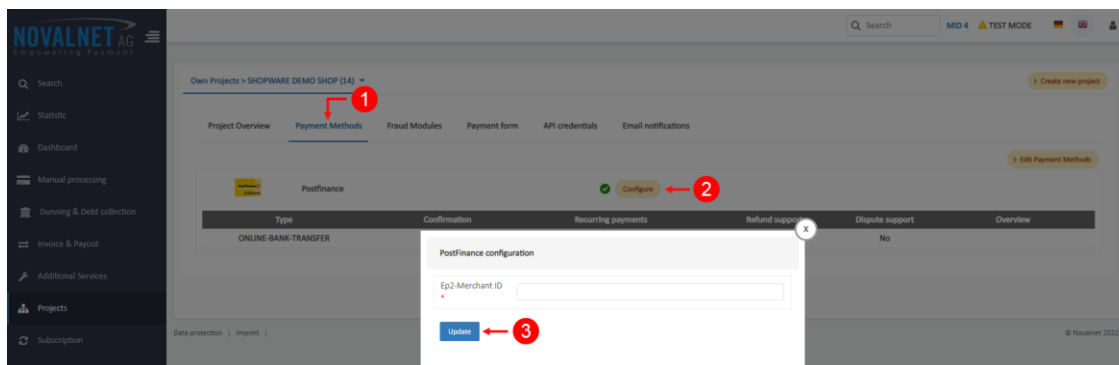 NOVALNET AG
Empowering Payment
Search
MID 4
TEST MODE
Search
Statistic
Dashboard
Manual processing
Dunning & Debt collection
Invoice & Payout
Additional Services
Projects
Subscription
Own Projects > SHOPWARE DEMO SHOP (14)
Create new project
1
Project Overview
Payment Methods
Fraud Modules
Payment form
API credentials
Email notifications
Edit Payment Methods
Postfinance
Configure
2
Type
Confirmation
Recurring payments
Refund support
Dispute support
Overview
ONLINE-BANK-TRANSFER
No
X
PostFinance configuration
Ep2-Merchant ID
*
Update
3
Data protection | Imprint |
© Novalnet 2022